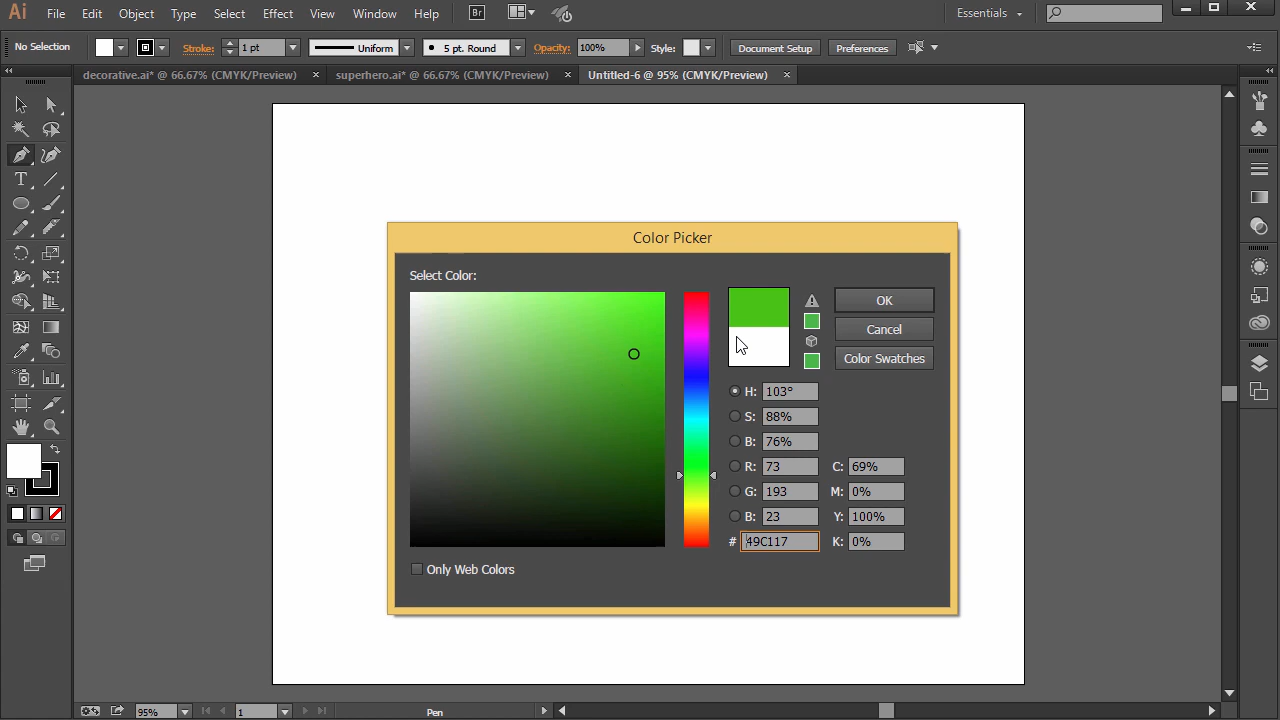 Ai File Edit Object Type Select Effect View Window Help Br Essentials
No Selection Stroke: 1 pt Uniform 5 pt. Round Opacity: 100% Style: Document Setup Preferences
decorative.ai* @ 66.67% (CMYK/Preview) × superhero.ai* @ 66.67% (CMYK/Preview) × Untitled-6 @ 95% (CMYK/Preview) ×
Color Picker
Select Color:
OK
Cancel
Color Swatches
H: 103°
S: 88%
B: 76%
R: 73 C: 69%
G: 193 M: 0%
B: 23 Y: 100%
# 49C117 K: 0%
Only Web Colors
95% 1 Pen